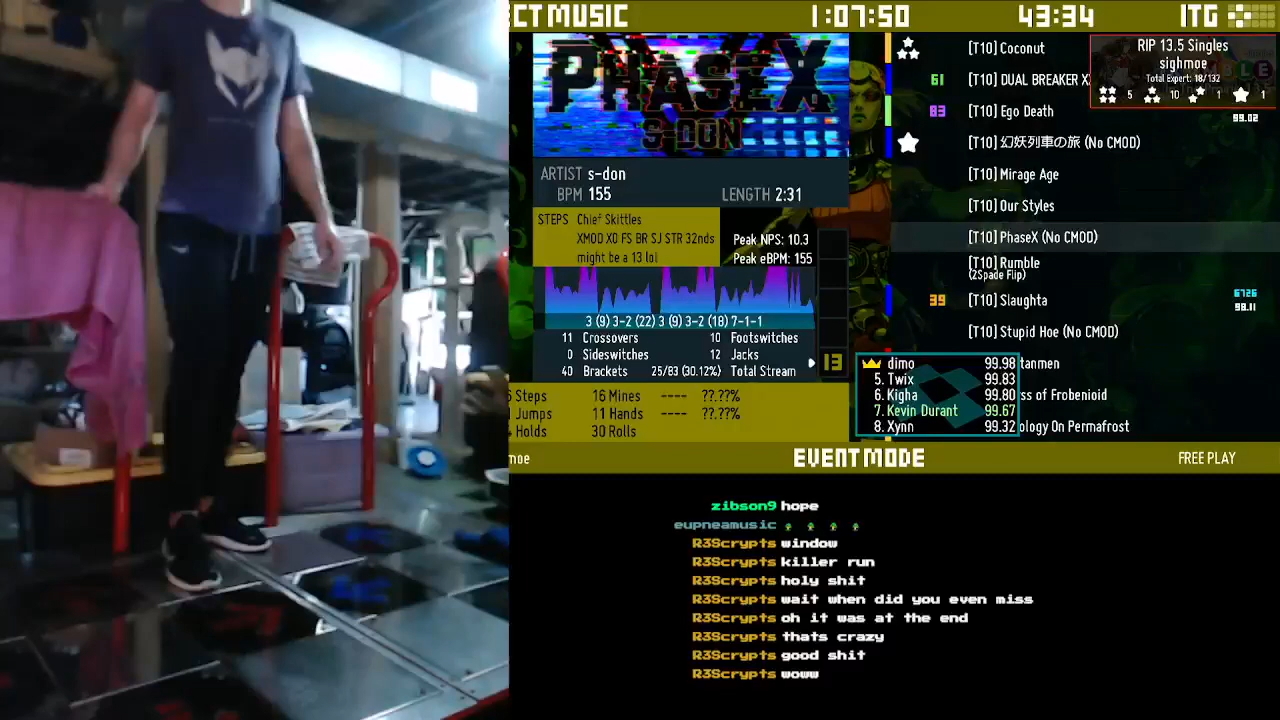 CT MUSIC
1:07:50
43:34
ITG
PHASEX
S-DON
ARTIST s-don
BPM 155
LENGTH 2:31
STEPS Chief Skittles
XMOD XO FS BR SJ STR 32nds
might be a 13 lol
Peak NPS: 10.3
Peak eBPM: 155
3 (9) 3-2 (22) 3 (9) 3-2 (18) 7-1-1
11 Crossovers 10 Footswitches
0 Sideswitches 12 Jacks
40 Brackets 25/83 (30.12%) Total Stream
13
Steps 16 Mines ---- ??.??%
Jumps 11 Hands ---- ??.??%
Holds 30 Rolls
[T10] Coconut
61 [T10] DUAL BREAKER X
83 [T10] Ego Death
99.02
[T10] 幻妖列車の旅 (No CMOD)
[T10] Mirage Age
[T10] Our Styles
[T10] PhaseX (No CMOD)
[T10] Rumble
(2Spade Flip)
39 [T10] Slaughta
6726
98.11
[T10] Stupid Hoe (No CMOD)
tanmen
ss of Frobenioid
ology On Permafrost
RIP 13.5 Singles
sighmoe
Total Expert: 18/132
5 10 1 1
dimo 99.98
5. Twix 99.83
6. Kigha 99.80
7. Kevin Durant 99.67
8. Xynn 99.32
moe
EVENT MODE
FREE PLAY
zibson9 hope
eupneamusic
R3Scrypts window
R3Scrypts killer run
R3Scrypts holy shit
R3Scrypts wait when did you even miss
R3Scrypts oh it was at the end
R3Scrypts thats crazy
R3Scrypts good shit
R3Scrypts woww